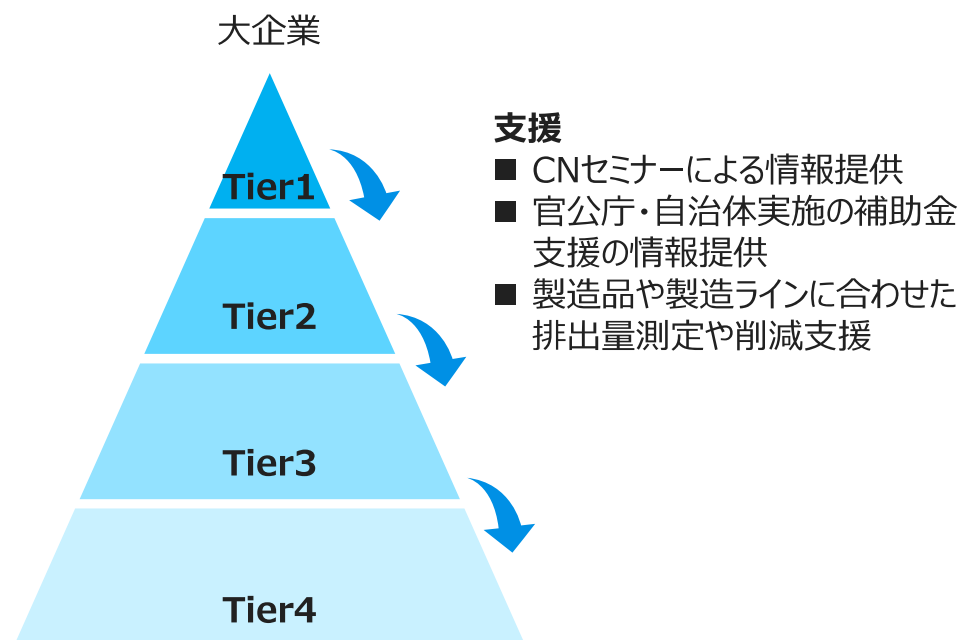 大企業
Tier1
Tier2
Tier3
Tier4
支援
■ CNセミナーによる情報提供
■ 官公庁・自治体実施の補助金
支援の情報提供
■ 製造品や製造ラインに合わせた
排出量測定や削減支援